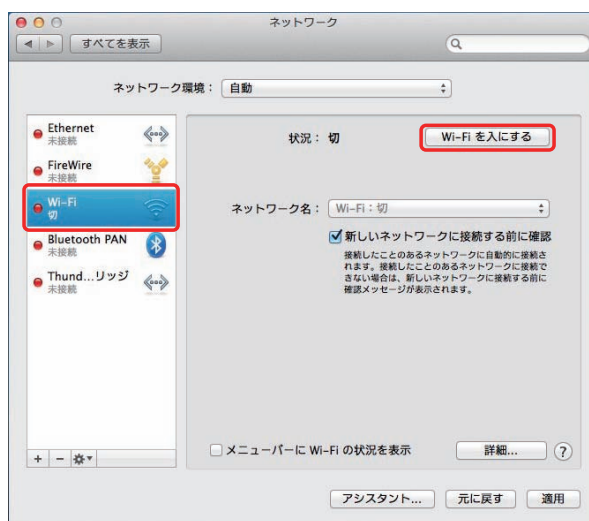 ネットワーク
すべてを表示
ネットワーク環境： 自動
Ethernet
未接続
FireWire
未接続
Wi-Fi
切
Bluetooth PAN
未接続
Thund...リッジ
未接続
状況： 切
Wi-Fi を入にする
ネットワーク名： Wi-Fi：切
新しいネットワークに接続する前に確認
接続したことのあるネットワークに自動的に接続さ
れます。接続したことのあるネットワークに接続で
きない場合は、新しいネットワークに接続する前に
確認メッセージが表示されます。
メニューバーに Wi-Fi の状況を表示
詳細...
?
+ −
アシスタント... 元に戻す 適用